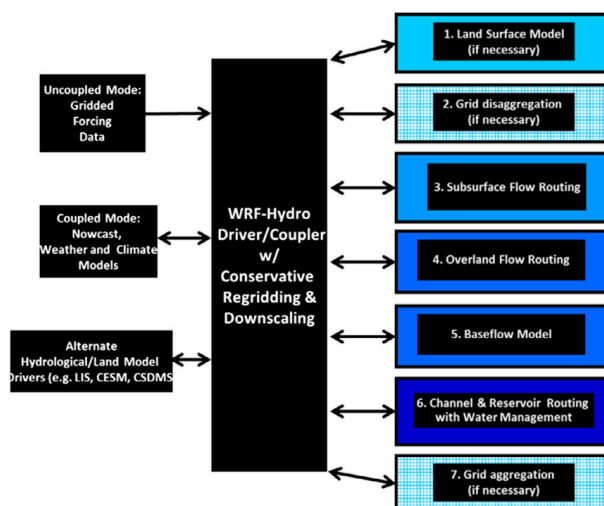 Uncoupled Mode:
Gridded
Forcing
Data
Coupled Mode:
Nowcast,
Weather and Climate
Models
Alternate
Hydrological/Land Model
Drivers (e.g. LIS, CESM, CSDMS
WRF-Hydro
Driver/Coupler
w/
Conservative
Regridding &
Downscaling
1. Land Surface Model
(if necessary)
2. Grid disaggregation
(if necessary)
3. Subsurface Flow Routing
4. Overland Flow Routing
5. Baseflow Model
6. Channel & Reservoir Routing
with Water Management
7. Grid aggregation
(if necessary)